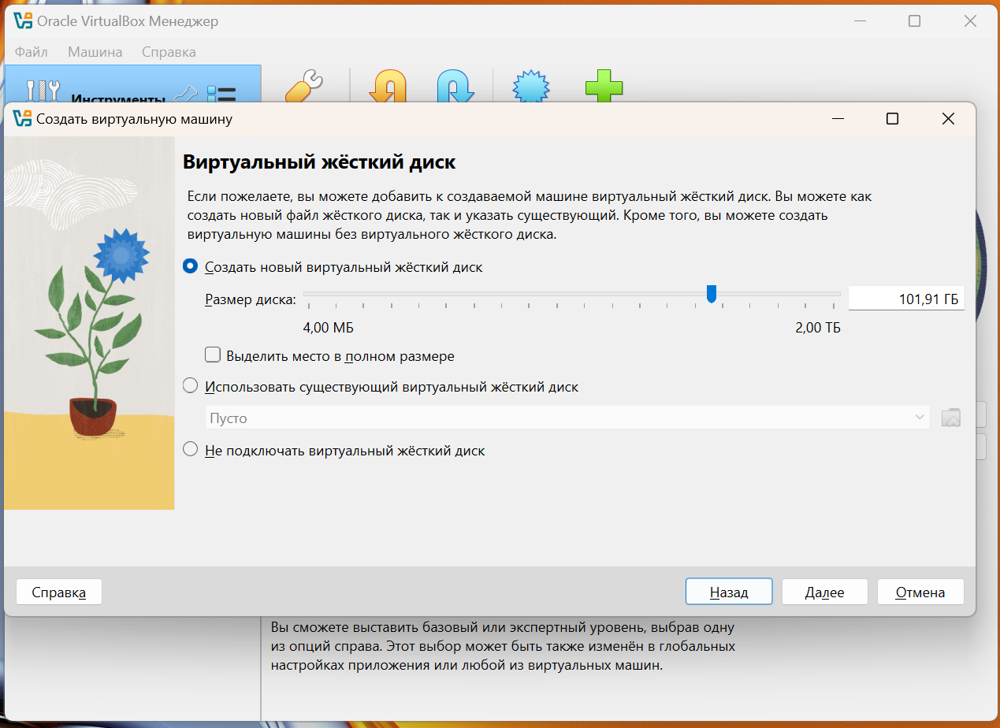 Oracle VirtualBox Менеджер
Файл Машина Справка
Инструменты
Создать виртуальную машину
Виртуальный жёсткий диск
Если пожелаете, вы можете добавить к создаваемой машине виртуальный жёсткий диск. Вы можете как
создать новый файл жёсткого диска, так и указать существующий. Кроме того, вы можете создать
виртуальную машины без виртуального жёсткого диска.
Создать новый виртуальный жёсткий диск
Размер диска: 101,91 ГБ
4,00 МБ 2,00 ТБ
Выделить место в полном размере
Использовать существующий виртуальный жёсткий диск
Пусто
Не подключать виртуальный жёсткий диск
Справка Назад Далее Отмена
Вы сможете выставить базовый или экспертный уровень, выбрав одну
из опций справа. Этот выбор может быть также изменён в глобальных
настройках приложения или любой из виртуальных машин.